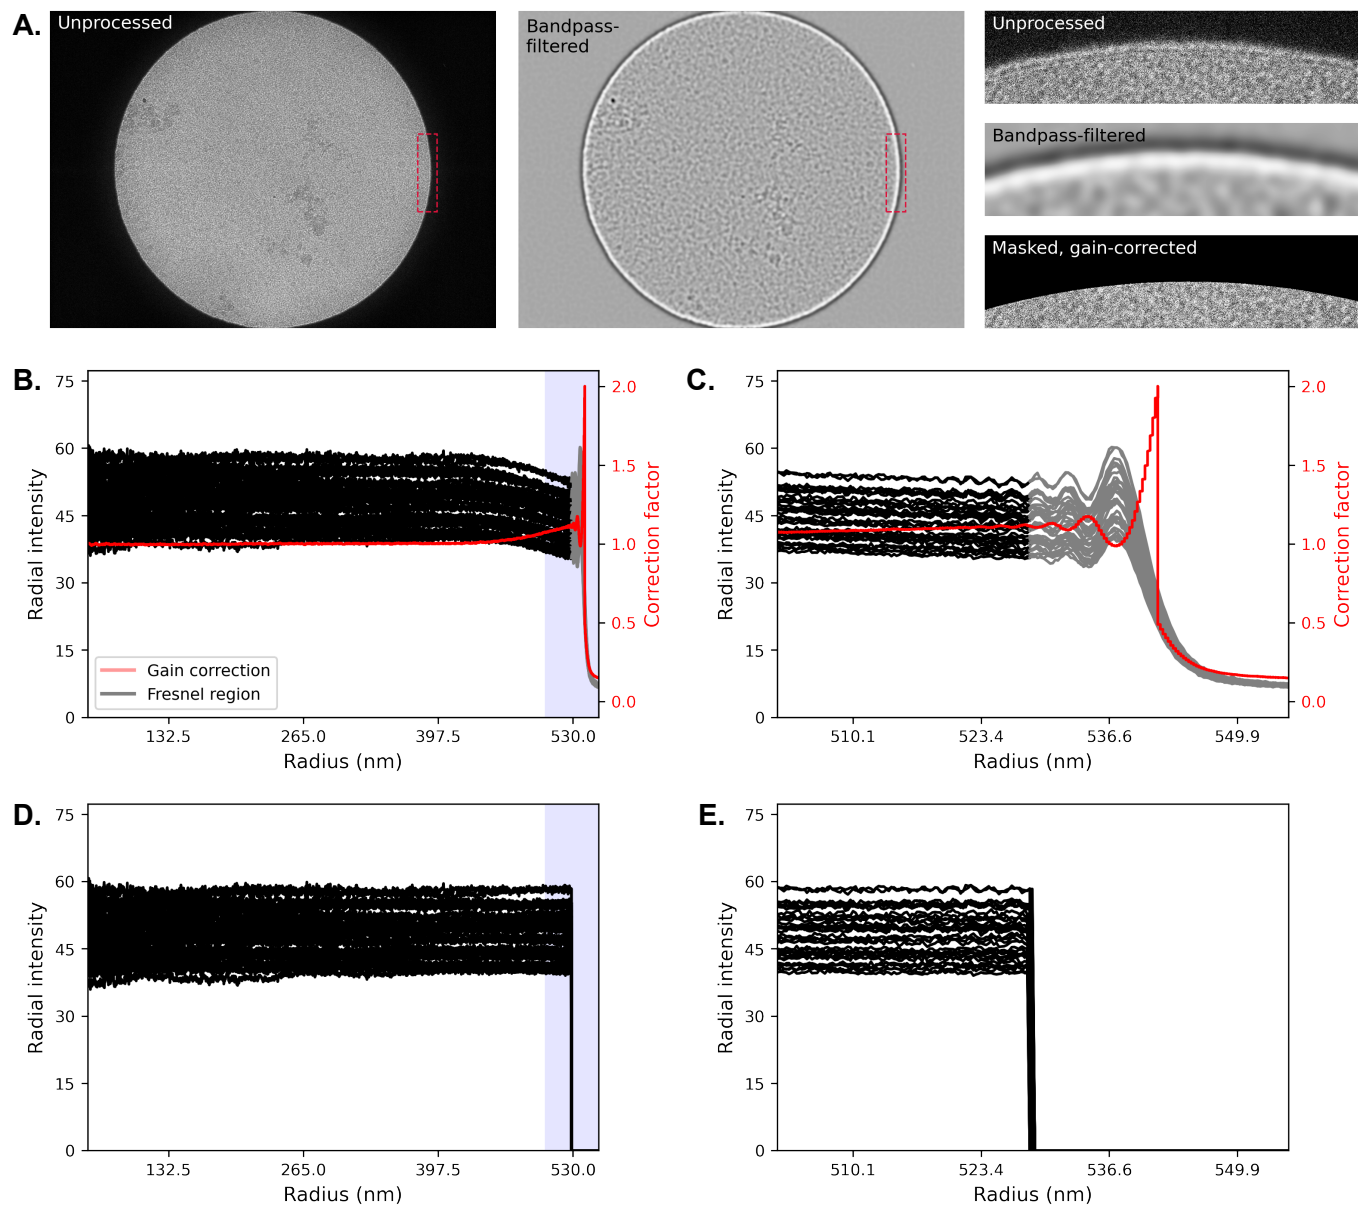 A.
Unprocessed
Bandpass-
filtered
Unprocessed
Bandpass-filtered
Masked, gain-corrected
B.
75
60
45
30
15
0
Radial intensity
132.5
265.0
397.5
530.0
Radius (nm)
2.0
1.5
1.0
0.5
0.0
Correction factor
Gain correction
Fresnel region
C.
75
60
45
30
15
0
Radial intensity
510.1
523.4
536.6
549.9
Radius (nm)
2.0
1.5
1.0
0.5
0.0
Correction factor
D.
75
60
45
30
15
0
Radial intensity
132.5
265.0
397.5
530.0
Radius (nm)
E.
75
60
45
30
15
0
Radial intensity
510.1
523.4
536.6
549.9
Radius (nm)